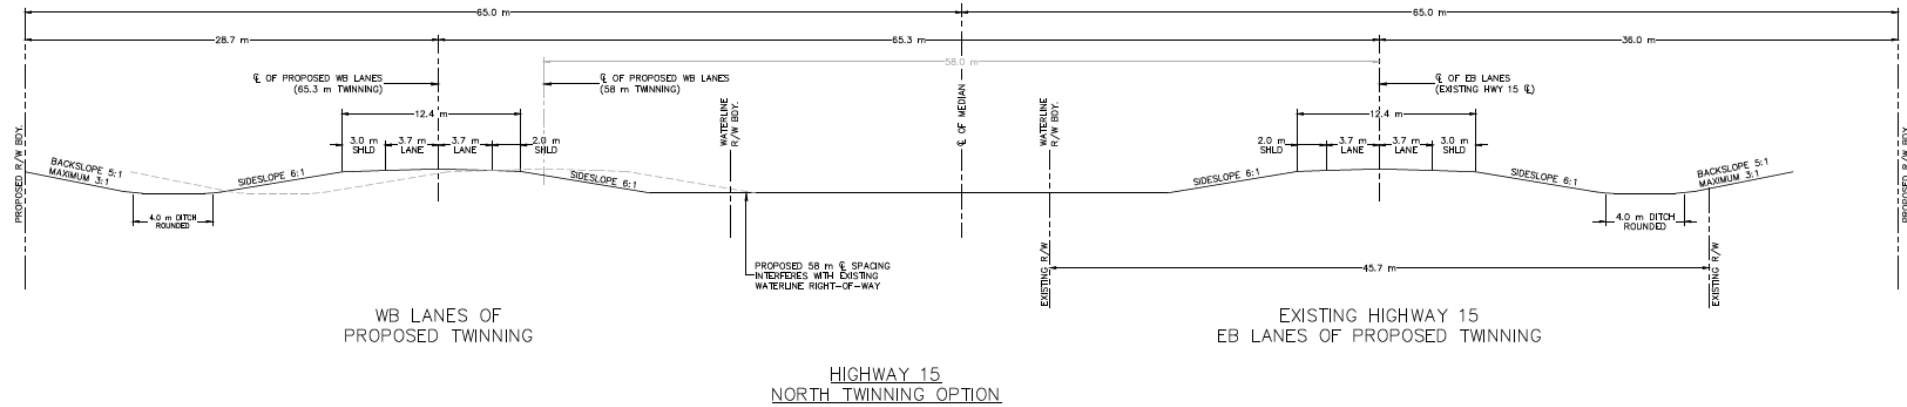 65.0 m
65.0 m
28.7 m
65.3 m
36.0 m
58.0 m
℄ OF PROPOSED WB LANES
(65.3 m TWINNING)
℄ OF PROPOSED WB LANES
(58 m TWINNING)
℄ OF EB LANES
(EXISTING HWY 15 ℄)
12.4 m
12.4 m
WATERLINE
R/W BDY.
℄ OF MEDIAN
WATERLINE
R/W BDY.
3.0 m
SHLD
3.7 m
LANE
3.7 m
LANE
2.0 m
SHLD
2.0 m
SHLD
3.7 m
LANE
3.7 m
LANE
3.0 m
SHLD
PROPOSED R/W BDY.
BACKSLOPE 5:1
MAXIMUM 3:1
SIDESLOPE 6:1
SIDESLOPE 6:1
SIDESLOPE 6:1
SIDESLOPE 6:1
BACKSLOPE 5:1
MAXIMUM 3:1
PROPOSED R/W BDY.
4.0 m DITCH
ROUNDED
4.0 m DITCH
ROUNDED
PROPOSED 58 m ℄ SPACING
INTERFERES WITH EXISTING
WATERLINE RIGHT-OF-WAY
EXISTING R/W
45.7 m
EXISTING R/W
WB LANES OF
PROPOSED TWINNING
EXISTING HIGHWAY 15
EB LANES OF PROPOSED TWINNING
HIGHWAY 15
NORTH TWINNING OPTION